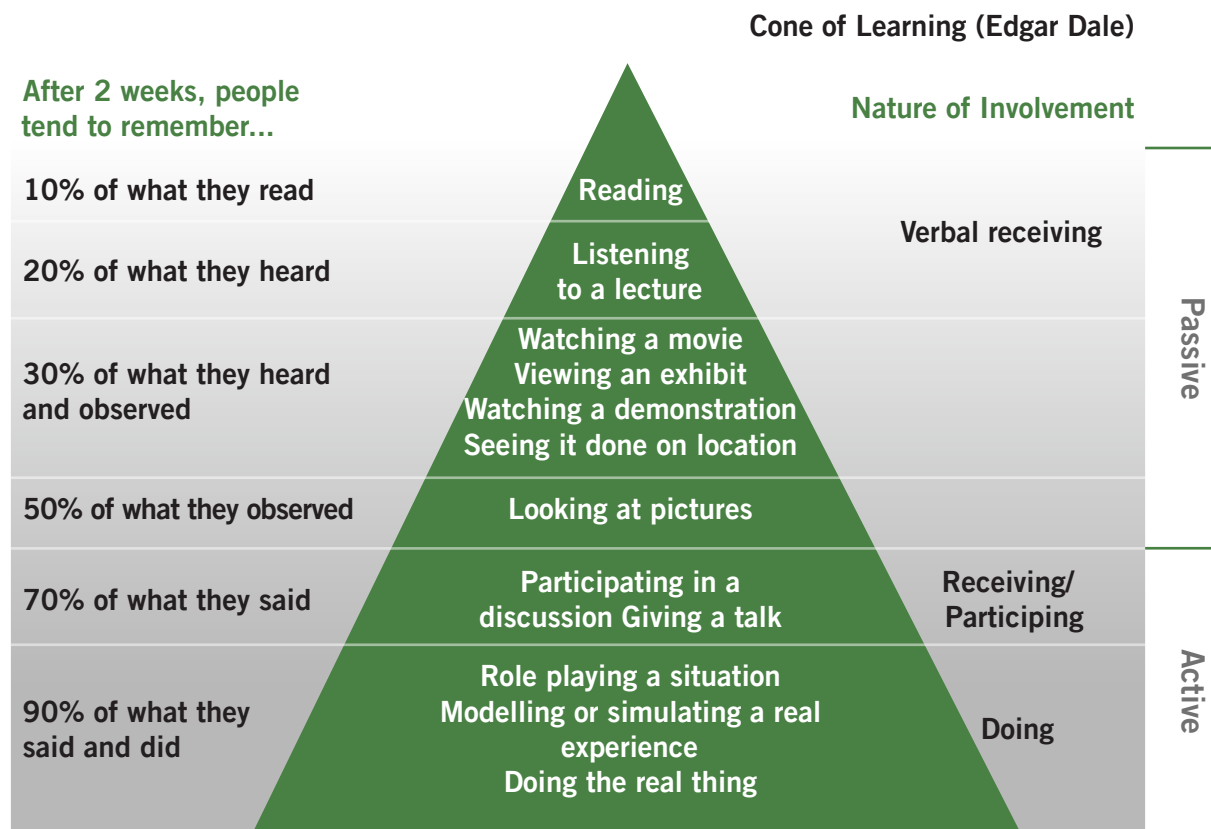 Cone of Learning (Edgar Dale)
After 2 weeks, people
tend to remember...
Nature of Involvement
10% of what they read
Reading
Verbal receiving
20% of what they heard
Listening
to a lecture
30% of what they heard
and observed
Watching a movie
Viewing an exhibit
Watching a demonstration
Seeing it done on location
Passive
50% of what they observed
Looking at pictures
70% of what they said
Participating in a
discussion Giving a talk
Receiving/
Participing
90% of what they
said and did
Role playing a situation
Modelling or simulating a real
experience
Doing the real thing
Doing
Active